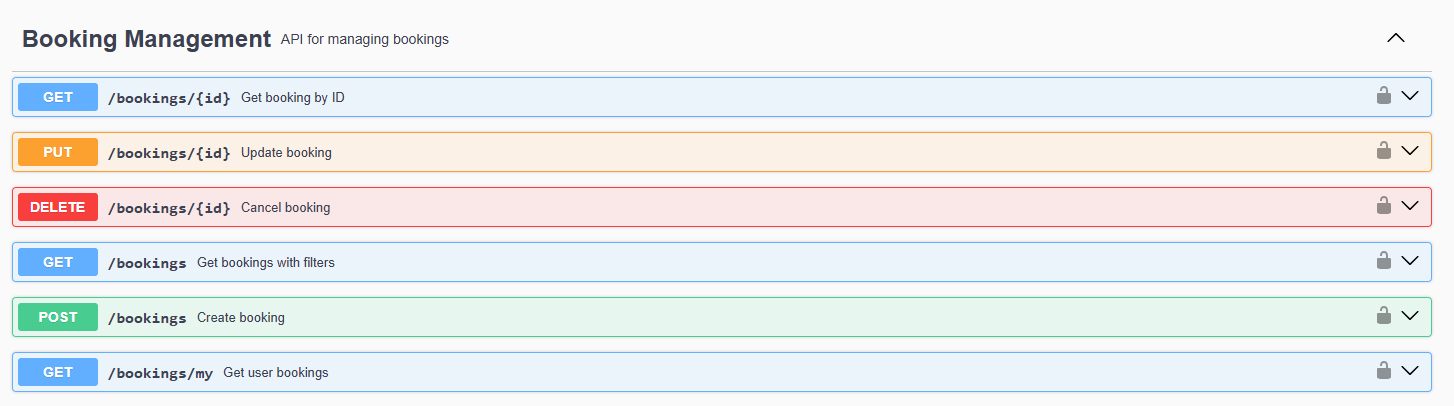 Booking Management API for managing bookings
GET /bookings/{id} Get booking by ID
PUT /bookings/{id} Update booking
DELETE /bookings/{id} Cancel booking
GET /bookings Get bookings with filters
POST /bookings Create booking
GET /bookings/my Get user bookings